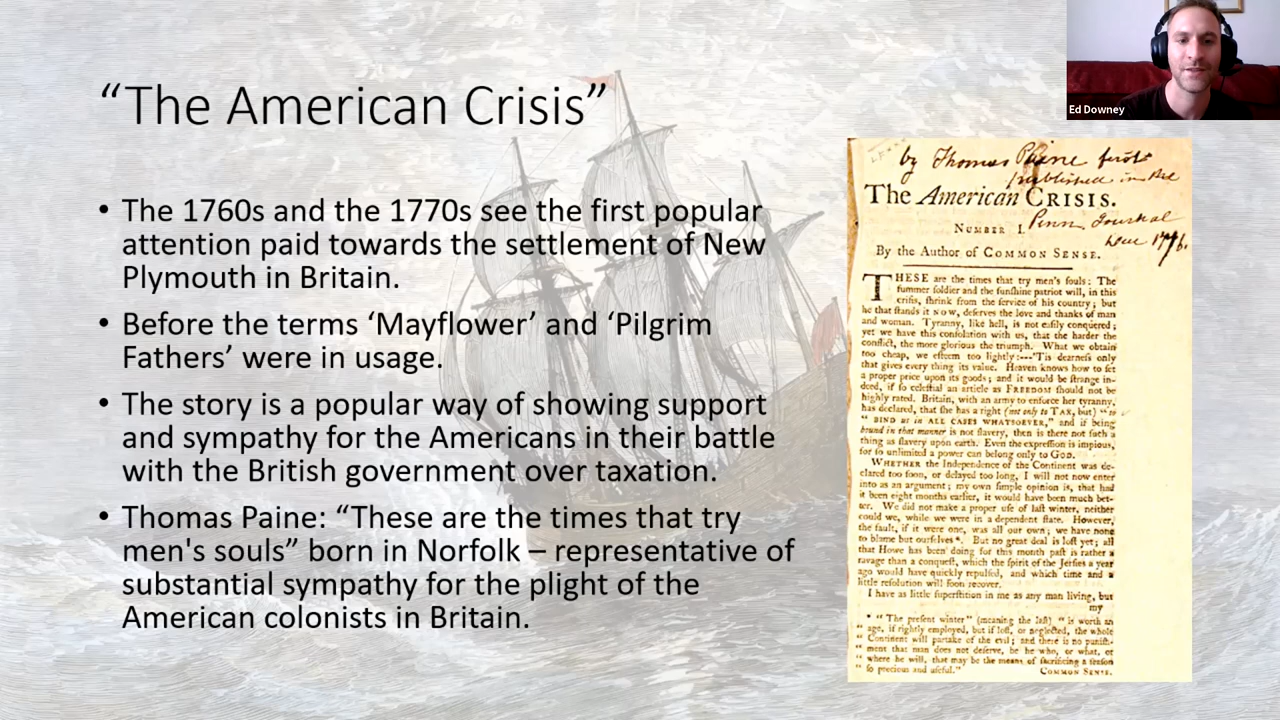 “The American Crisis”
• The 1760s and the 1770s see the first popular
attention paid towards the settlement of New
Plymouth in Britain.
• Before the terms ‘Mayflower’ and ‘Pilgrim
Fathers’ were in usage.
• The story is a popular way of showing support
and sympathy for the Americans in their battle
with the British government over taxation.
• Thomas Paine: “These are the times that try
men's souls” born in Norfolk – representative of
substantial sympathy for the plight of the
American colonists in Britain.
Ed Downey
by Thomas Paine first
published in the
The American CRISIS.
Penn Journal
NUMBER I.
Dec 1776.
By the Author of COMMON SENSE.
THESE are the times that try men's ſouls: The
ſummer ſoldier and the ſunſhine patriot will, in this
criſis, ſhrink from the ſervice of his country; but
he that ſtands it NOW, deſerves the love and thanks of man
and woman. Tyranny, like hell, is not eaſily conquered;
yet we have this conſolation with us, that the harder the
conflict, the more glorious the triumph. What we obtain
too cheap, we eſteem too lightly:---'Tis dearneſs only
that gives every thing its value. Heaven knows how to ſet
a proper price upon its goods; and it would be ſtrange in-
deed, if ſo celeſtial an article as FREEDOM ſhould not be
highly rated. Britain, with an army to enforce her tyranny,
has declared, that ſhe has a right (not only to TAX, but) “to
“ BIND us in ALL CASES WHATSOEVER,” and if being
bound in that manner is not ſlavery, then is there not ſuch a
thing as ſlavery upon earth. Even the expreſſion is impious,
for ſo unlimited a power can belong only to GOD.
WHETHER the Independence of the Continent was de-
clared too ſoon, or delayed too long, I will not now enter
into as an argument; my own ſimple opinion is, that had
it been eight months earlier, it would have been much bet-
ter. We did not make a proper uſe of laſt winter, neither
could we, while we were in a dependent ſtate. However,
the fault, if it were one, was all our own; we have none
to blame but ourſelves*. But no great deal is loſt yet; all
that Howe has been doing for this month paſt is rather a
ravage than a conqueſt, which the ſpirit of the Jerſies a year
ago would have quickly repulſed, and which time and a
little reſolution will ſoon recover.
I have as little ſuperſtition in me as any man living, but
my
* “ The preſent winter” (meaning the laſt) “ is worth an
“ age, if rightly employed, but if loſt, or neglected, the whole
“ Continent will partake of the evil; and there is no puniſh-
“ ment that man does not deſerve, be he who, or what, or
“ where he will, that may be the means of ſacrificing a ſeaſon
“ ſo precious and uſeful.” COMMON SENSE.